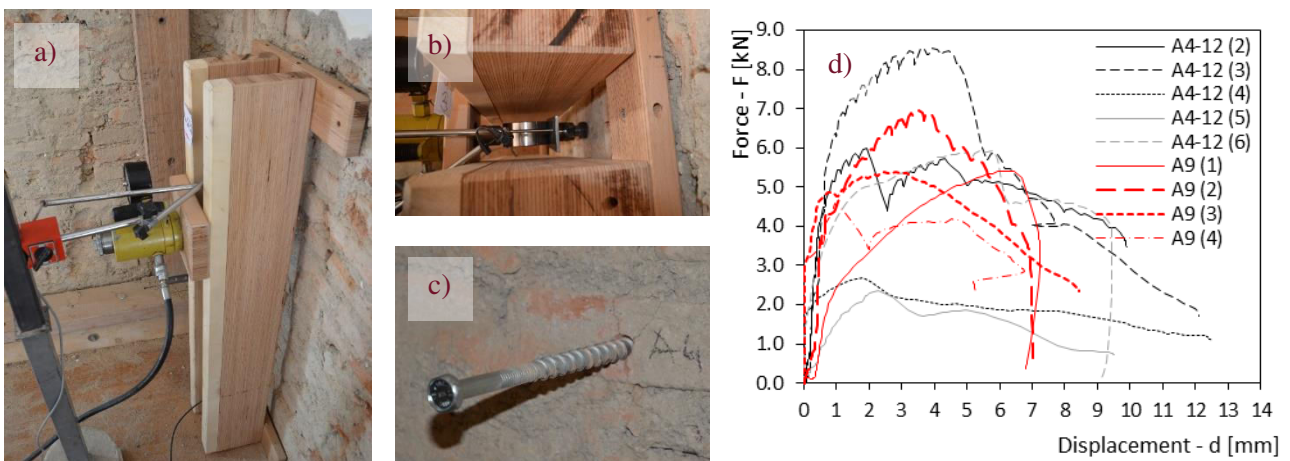 a)
b)
c)
A4
d)
Force - F [kN]
9.0
8.0
7.0
6.0
5.0
4.0
3.0
2.0
1.0
0.0
0 1 2 3 4 5 6 7 8 9 10 11 12 13 14
Displacement - d [mm]
A4-12 (2)
A4-12 (3)
A4-12 (4)
A4-12 (5)
A4-12 (6)
A9 (1)
A9 (2)
A9 (3)
A9 (4)